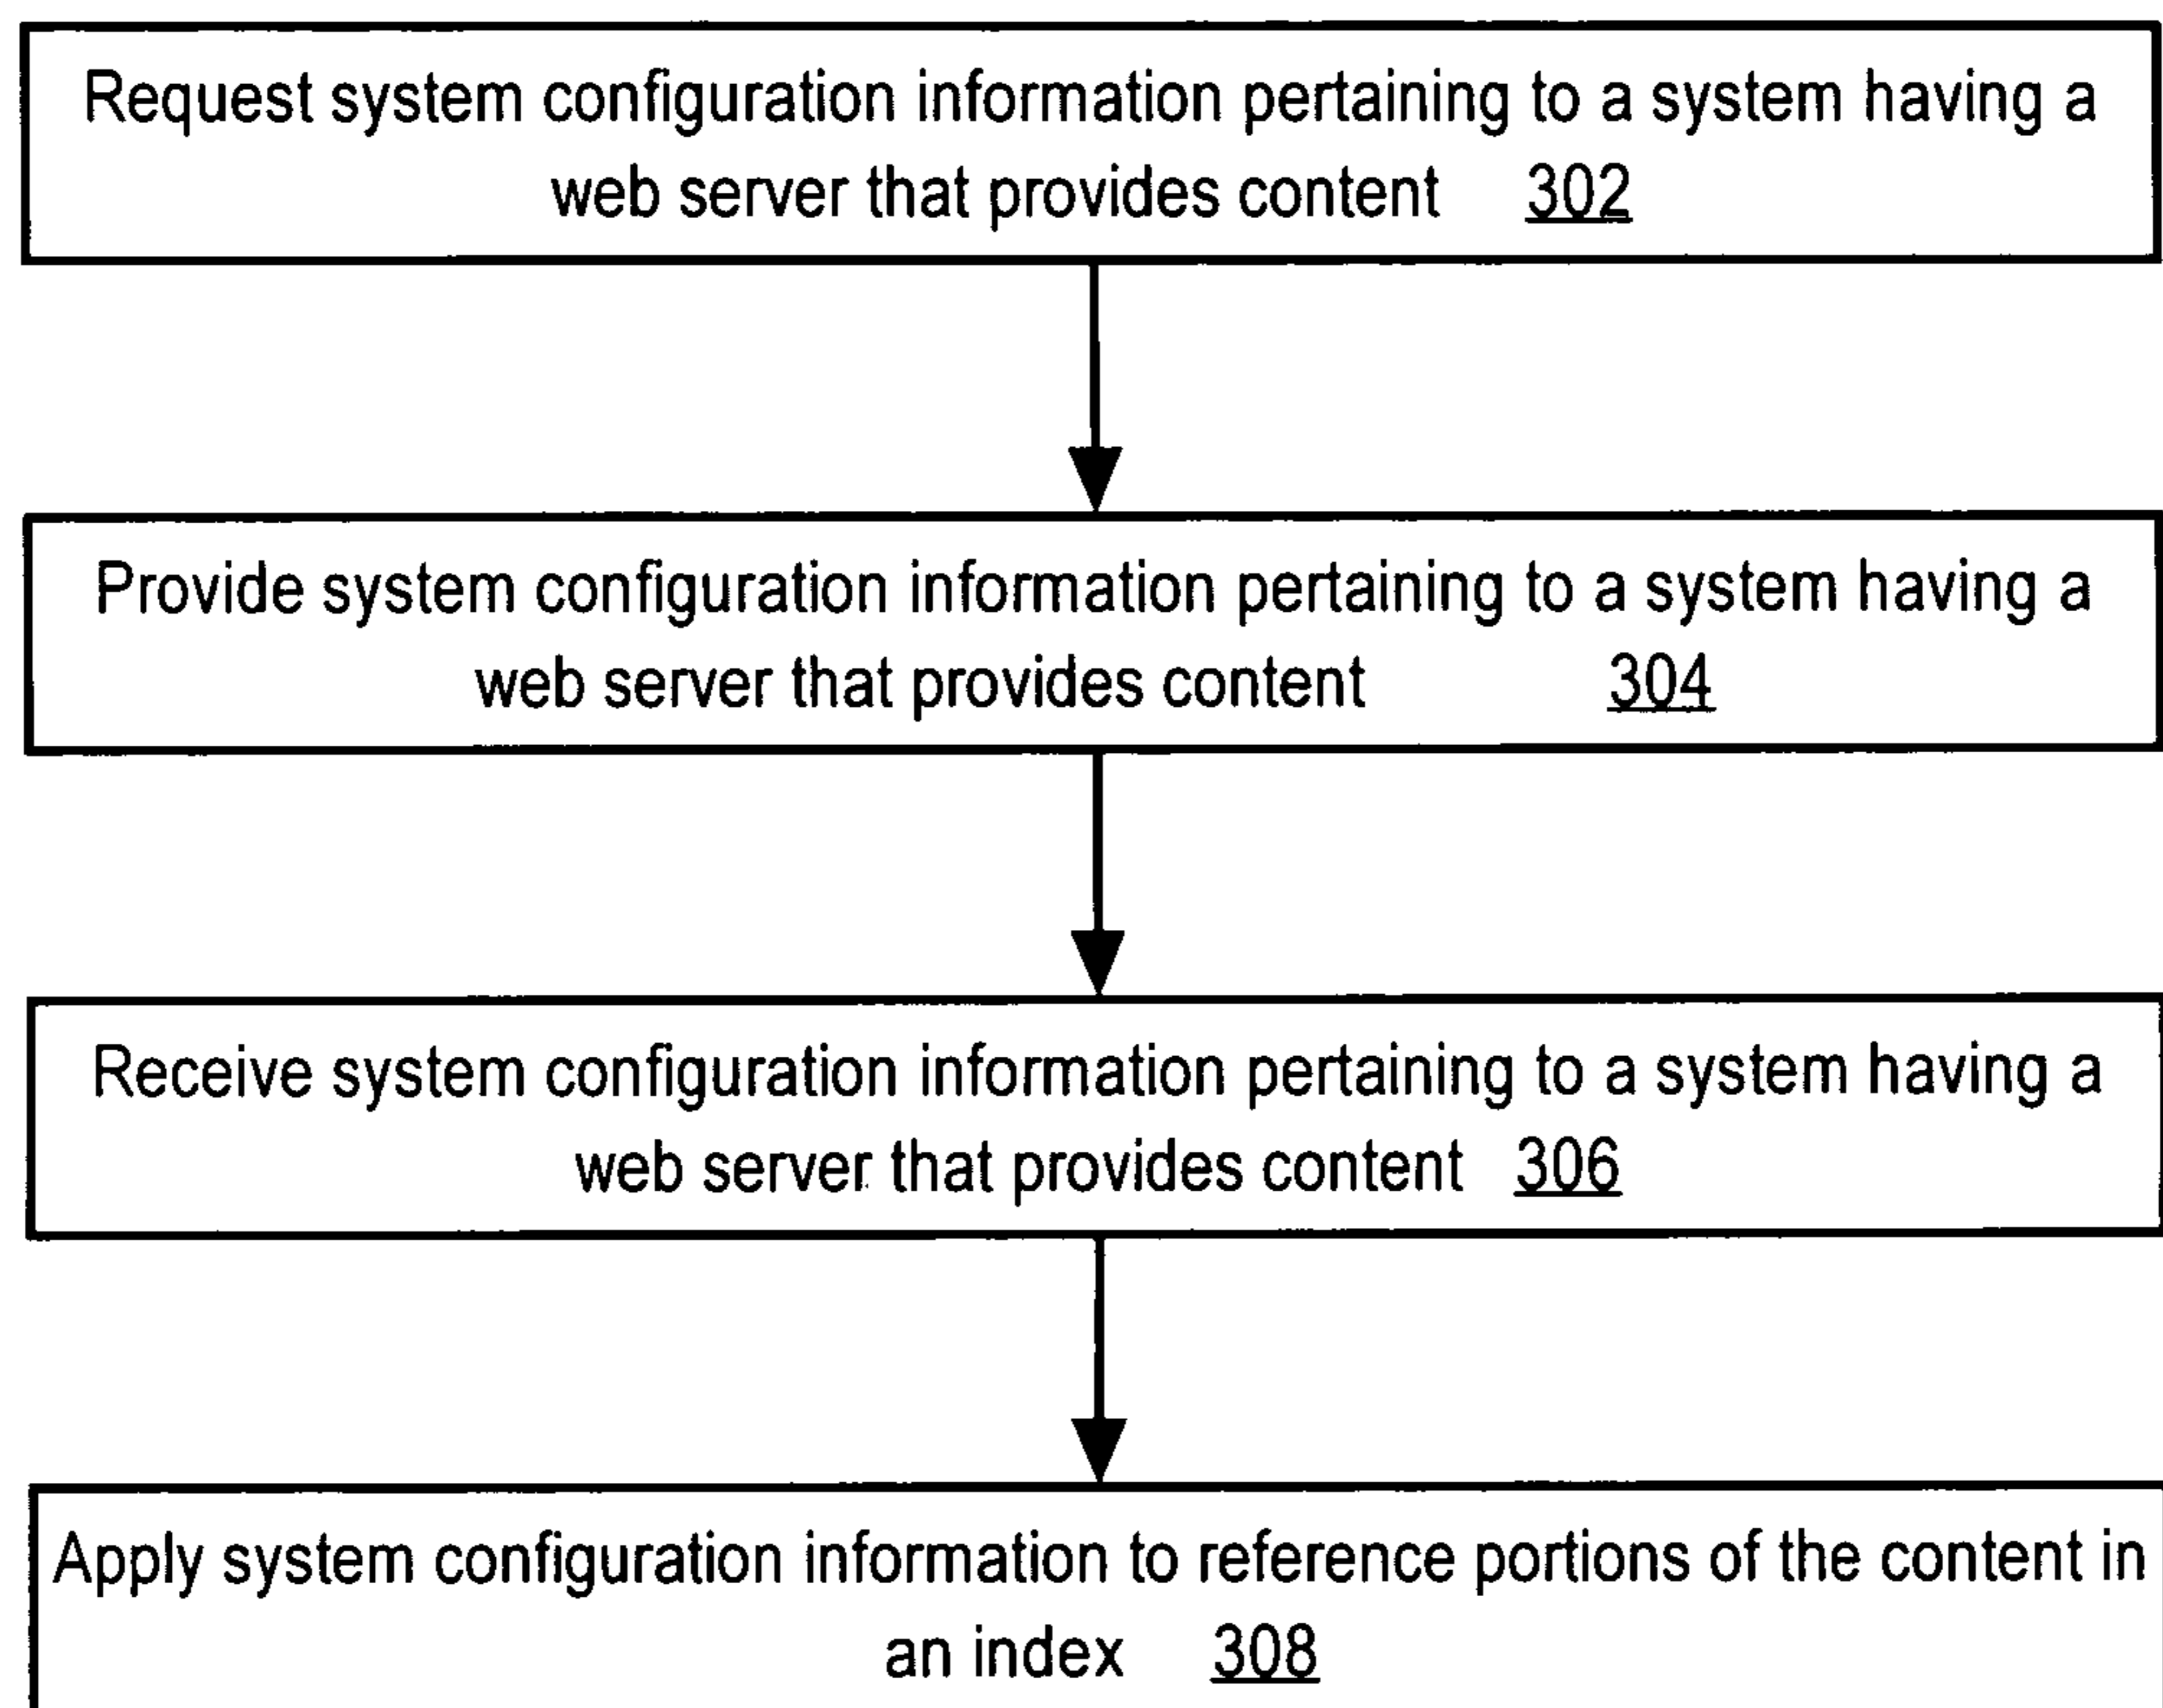 Request system configuration information pertaining to a system having a
web server that provides content 302
Provide system configuration information pertaining to a system having a
web server that provides content 304
Receive system configuration information pertaining to a system having a
web server that provides content 306
Apply system configuration information to reference portions of the content in
an index 308